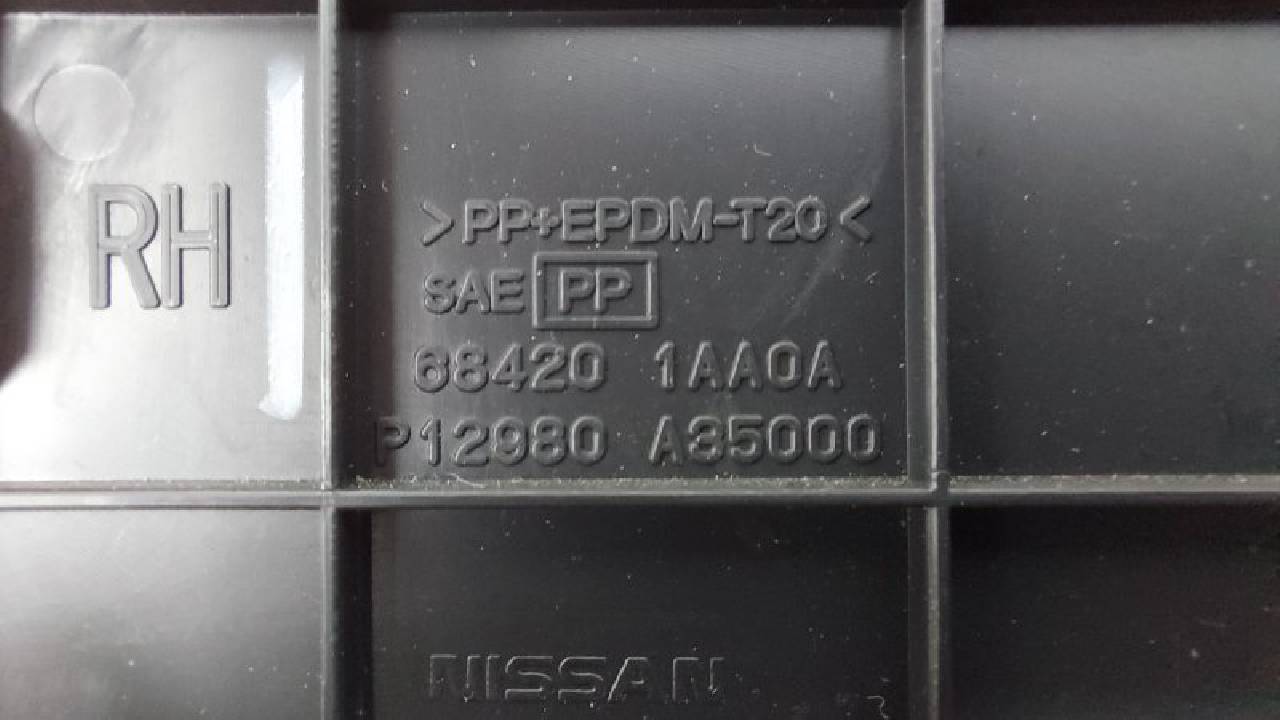 RH
>PP+EPDM-T20<
SAE PP
68420 1AA0A
P12980 A35000
NISSAN